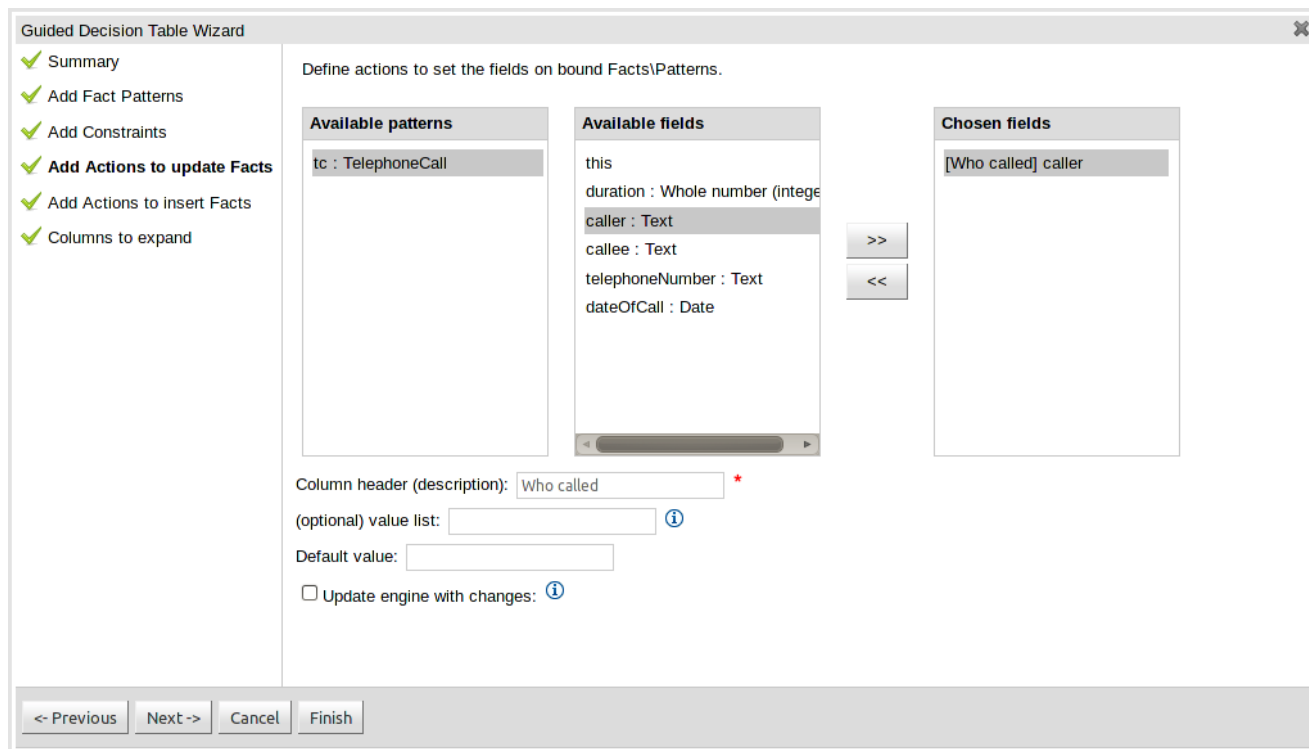 Guided Decision Table Wizard
Summary
Add Fact Patterns
Add Constraints
Add Actions to update Facts
Add Actions to insert Facts
Columns to expand
Define actions to set the fields on bound Facts\Patterns.
Available patterns
tc : TelephoneCall
Available fields
this
duration : Whole number (intege
caller : Text
callee : Text
telephoneNumber : Text
dateOfCall : Date
>>
<<
Chosen fields
[Who called] caller
Column header (description): Who called *
(optional) value list:
Default value:
Update engine with changes:
<- Previous Next -> Cancel Finish